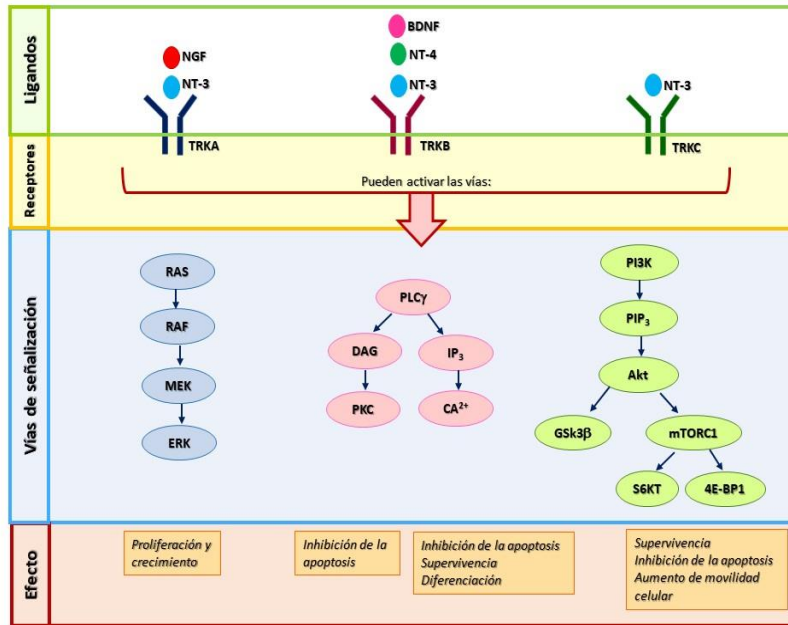 Ligandos
BDNF
NGF
NT-4
NT-3
NT-3
NT-3
TRKA
TRKB
TRKC
Receptores
Pueden activar las vías:
Vías de señalización
RAS
RAF
MEK
ERK
PLCγ
DAG
IP₃
PKC
CA²⁺
PI3K
PIP₃
Akt
GSk3β
mTORC1
S6KT
4E-BP1
Efecto
Proliferación y
crecimiento
Inhibición de la
apoptosis
Inhibición de la apoptosis
Supervivencia
Diferenciación
Supervivencia
Inhibición de la apoptosis
Aumento de movilidad
celular